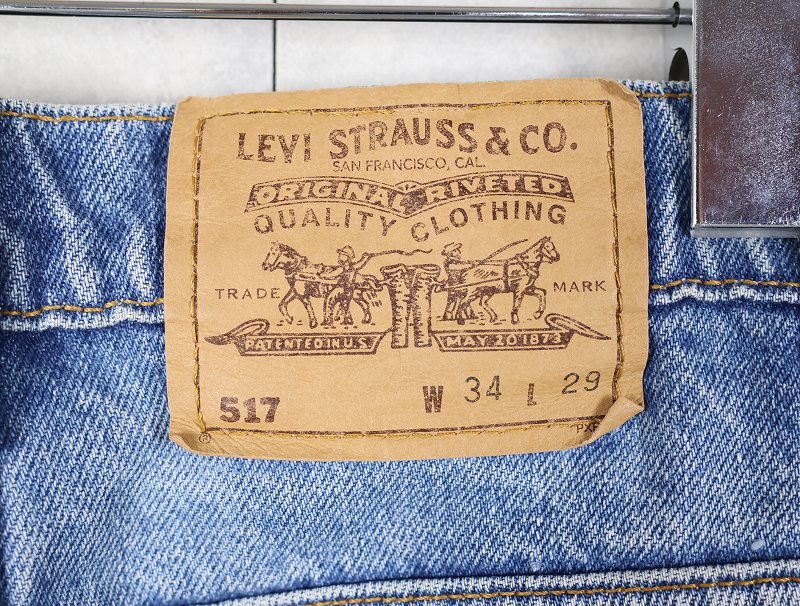 LEVI STRAUSS & CO.
SAN FRANCISCO, CAL.
ORIGINAL RIVETED
QUALITY CLOTHING
TRADE MARK
PATENTED IN U.S. MAY 20 1873
517 W 34 L 29
®